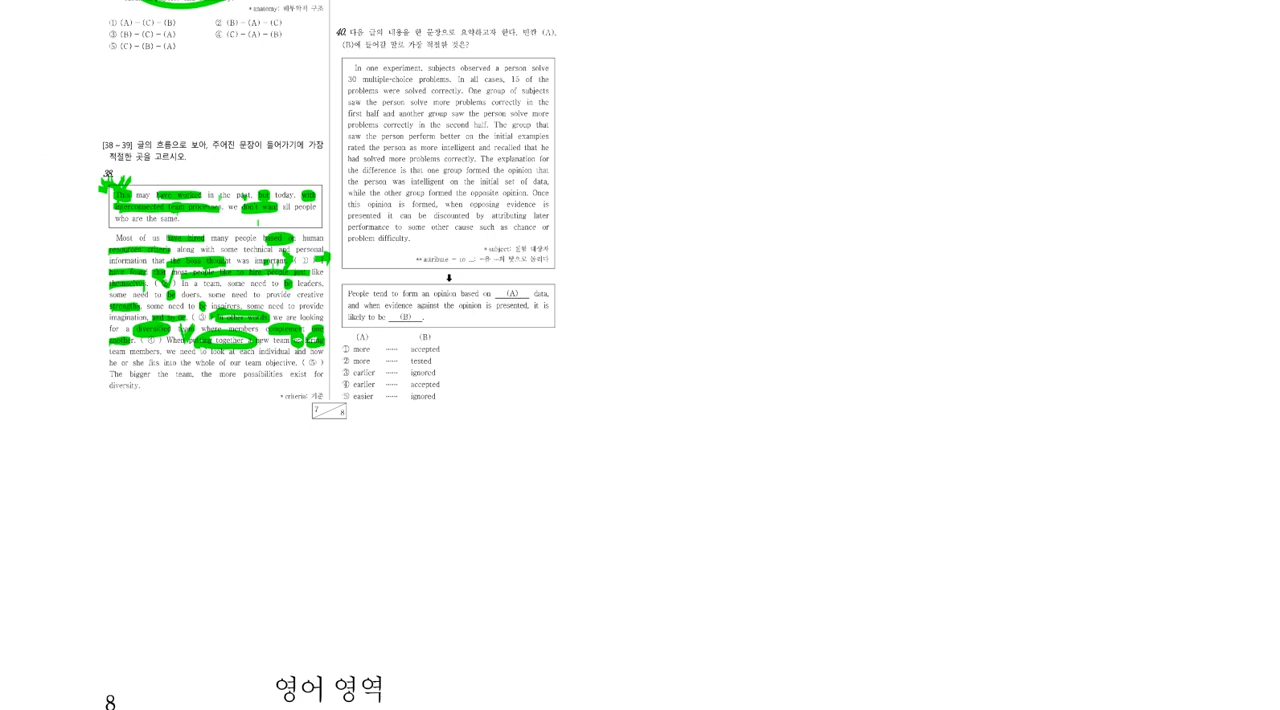 * anatomy: 해부학적 구조
① (A) - (C) - (B) ② (B) - (A) - (C)
③ (B) - (C) - (A) ④ (C) - (A) - (B)
⑤ (C) - (B) - (A)
[38 ~ 39] 글의 흐름으로 보아, 주어진 문장이 들어가기에 가장
적절한 곳을 고르시오.
38.
This may have worked in the past, but today, with
interconnected team processes, we don't want all people
who are the same.
Most of us have hired many people based on human
resources criteria along with some technical and personal
information that the boss thought was important. ( ① ) I
have found that most people like to hire people just like
themselves. ( ② ) In a team, some need to be leaders,
some need to be doers, some need to provide creative
strengths, some need to be inspirers, some need to provide
imagination, and so on. ( ③ ) In other words, we are looking
for a diversified team where members complement one
another. ( ④ ) When putting together a new team or hiring
team members, we need to look at each individual and how
he or she fits into the whole of our team objective. ( ⑤ )
The bigger the team, the more possibilities exist for
diversity.
* criteria: 기준
40. 다음 글의 내용을 한 문장으로 요약하고자 한다. 빈칸 (A),
(B)에 들어갈 말로 가장 적절한 것은?
In one experiment, subjects observed a person solve
30 multiple-choice problems. In all cases, 15 of the
problems were solved correctly. One group of subjects
saw the person solve more problems correctly in the
first half and another group saw the person solve more
problems correctly in the second half. The group that
saw the person perform better on the initial examples
rated the person as more intelligent and recalled that he
had solved more problems correctly. The explanation for
the difference is that one group formed the opinion that
the person was intelligent on the initial set of data,
while the other group formed the opposite opinion. Once
this opinion is formed, when opposing evidence is
presented it can be discounted by attributing later
performance to some other cause such as chance or
problem difficulty.
* subject: 실험 대상자
** attribute ~ to …: ~을 …의 탓으로 돌리다
People tend to form an opinion based on (A) data,
and when evidence against the opinion is presented, it is
likely to be (B) .
(A) (B)
① more …… accepted
② more …… tested
③ earlier …… ignored
④ earlier …… accepted
⑤ easier …… ignored
7 8
8 영어 영역